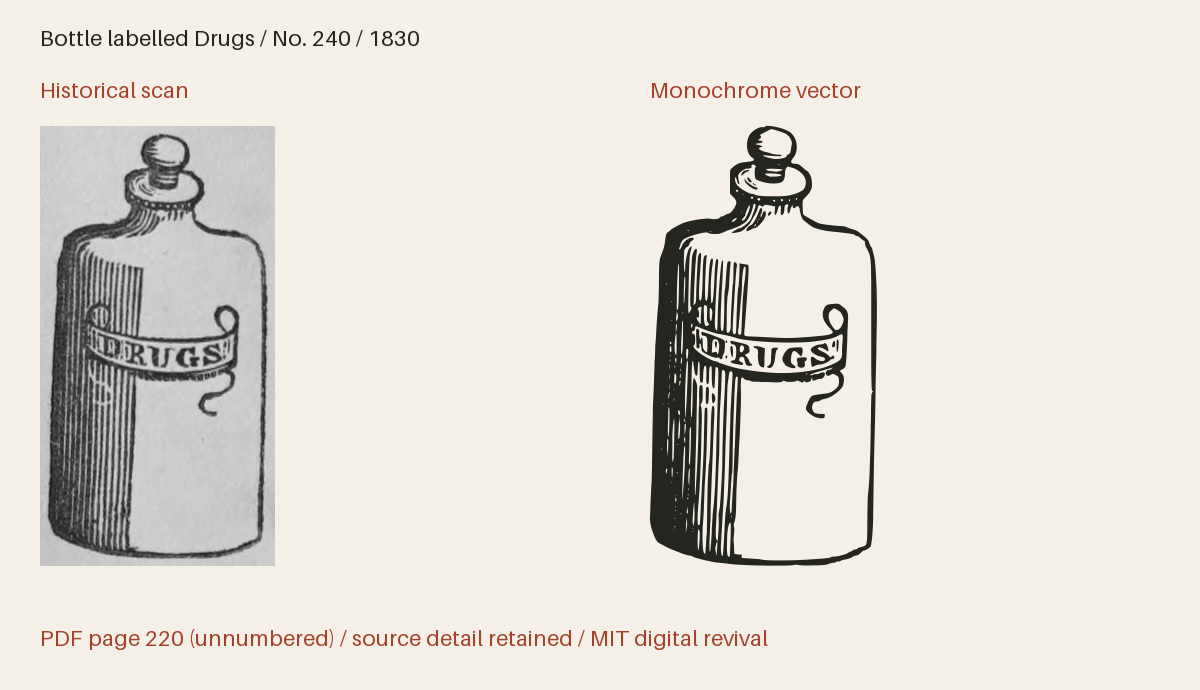 Bottle labelled Drugs / No. 240 / 1830
Historical scan
Monochrome vector
DRUGS
DRUGS
PDF page 220 (unnumbered) / source detail retained / MIT digital revival